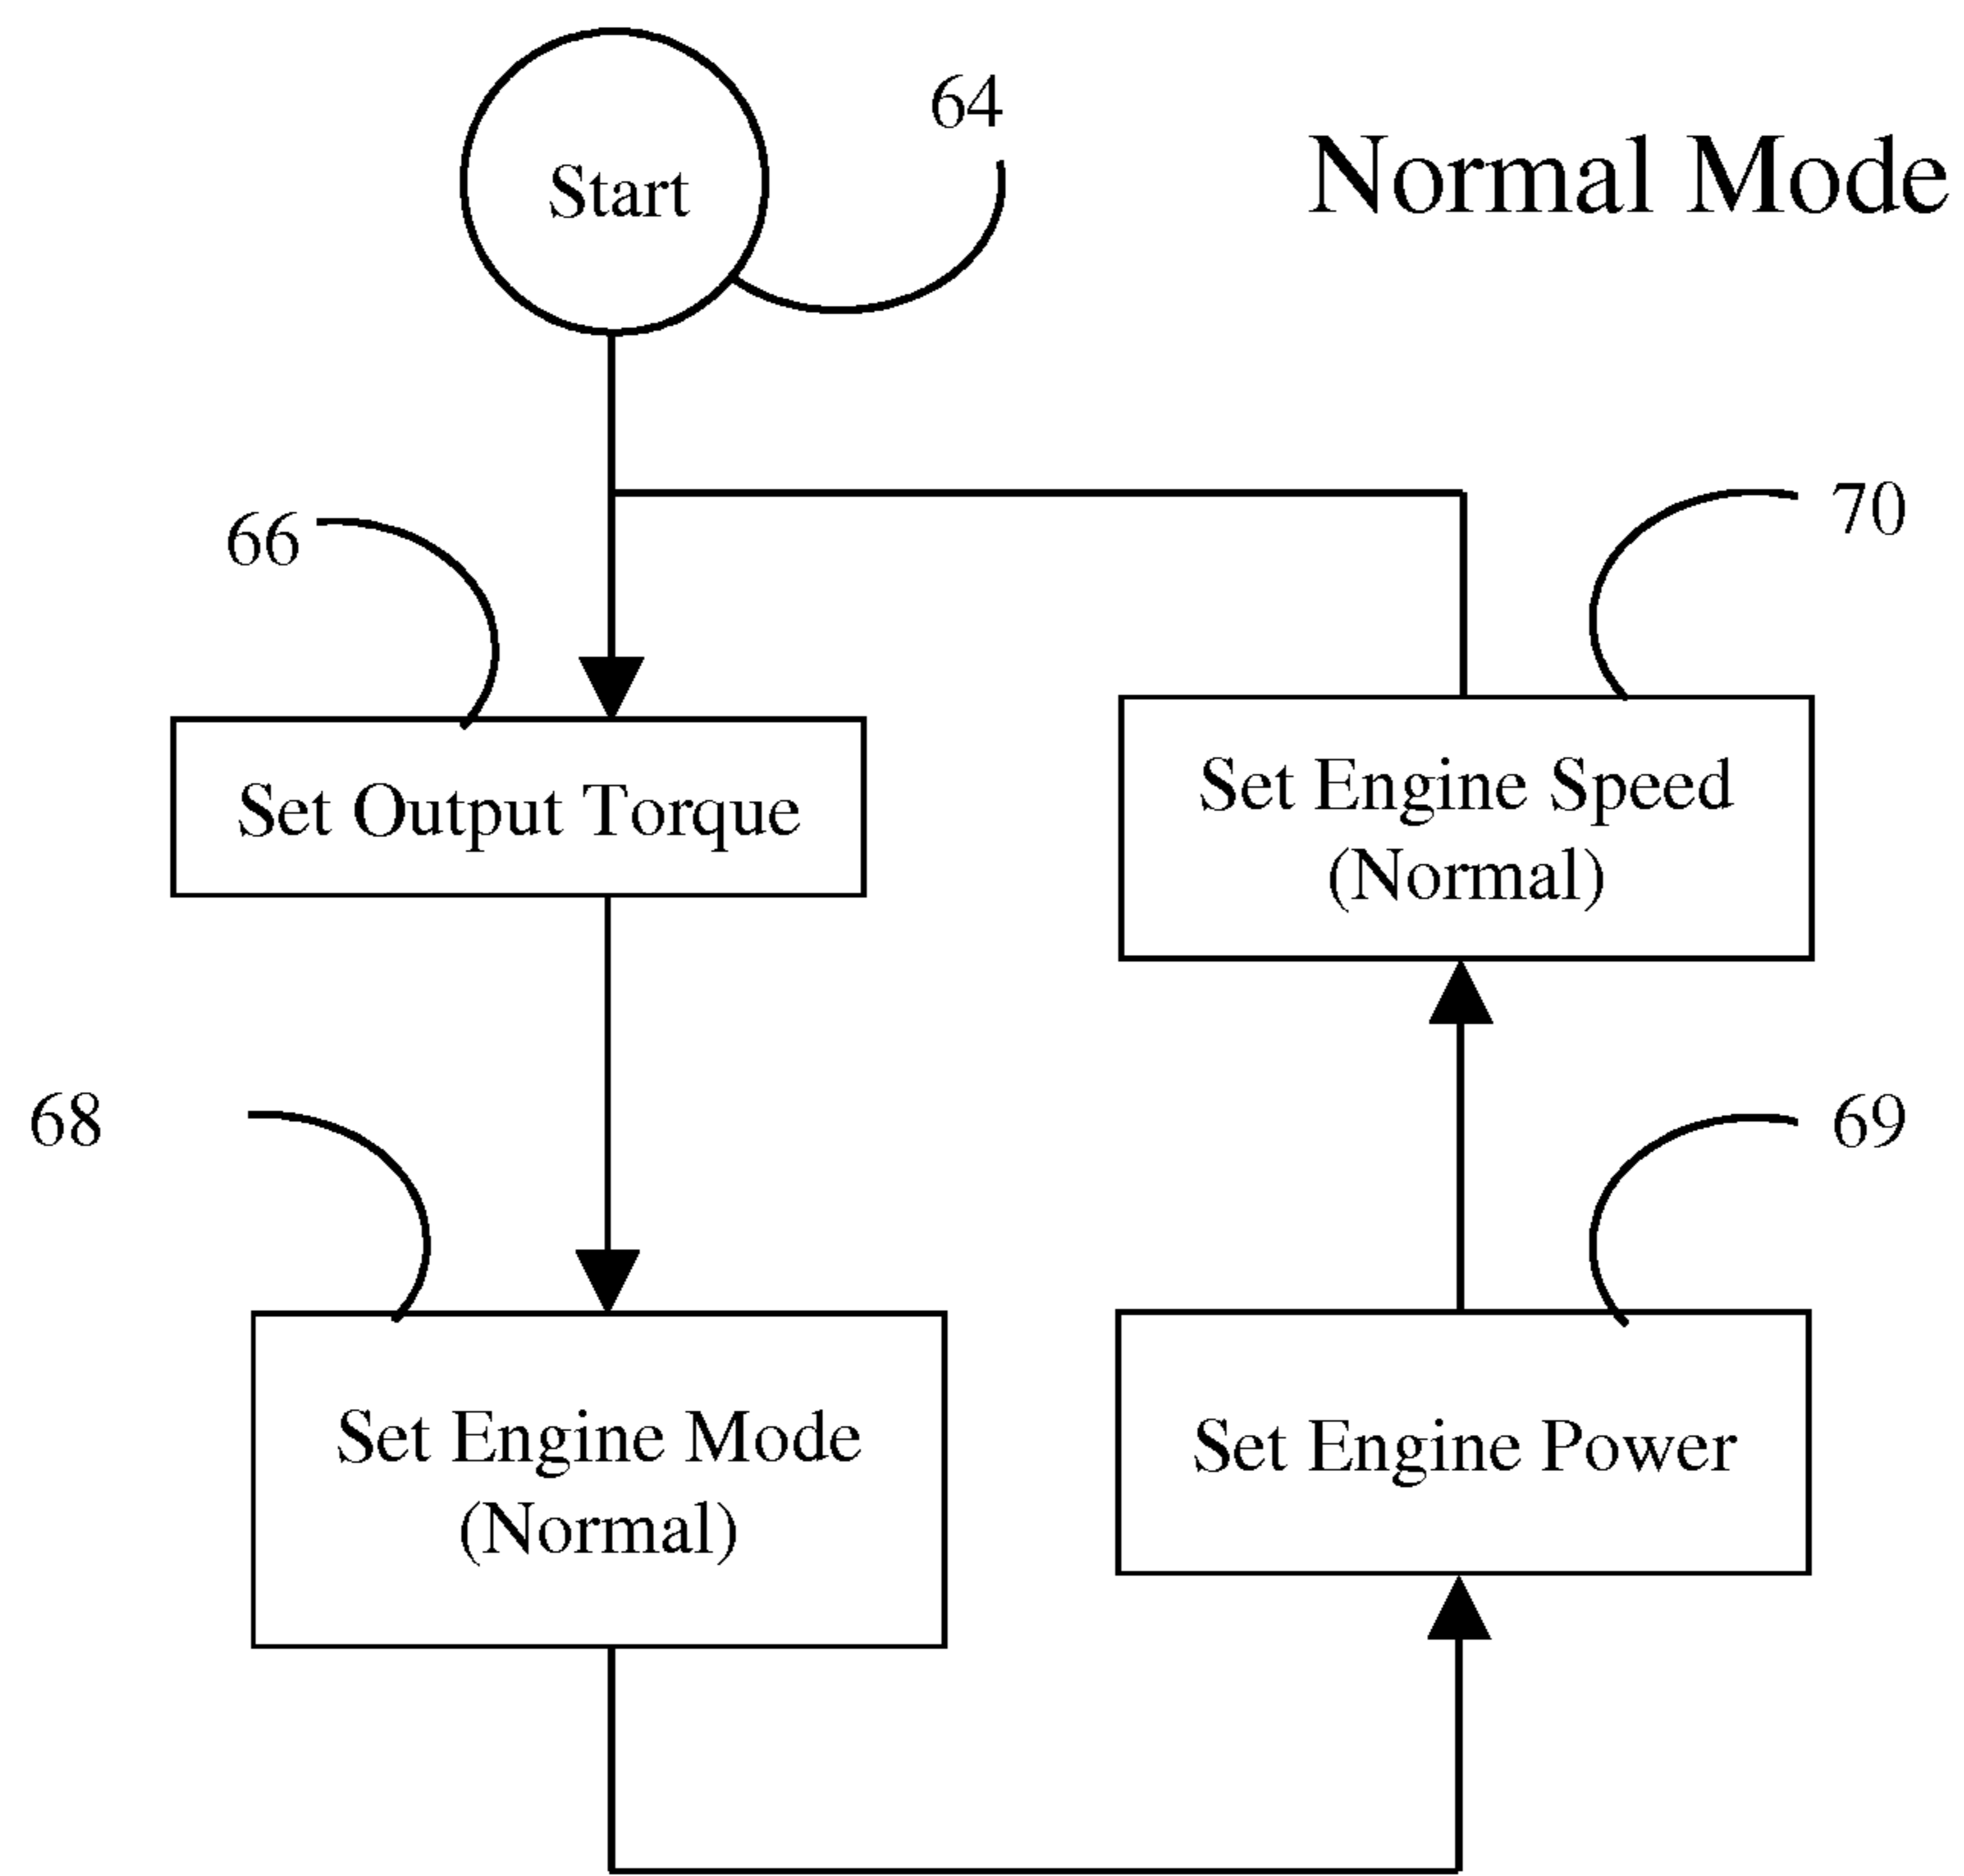 Start
64
Normal Mode
66
70
Set Output Torque
Set Engine Speed
(Normal)
68
69
Set Engine Mode
(Normal)
Set Engine Power